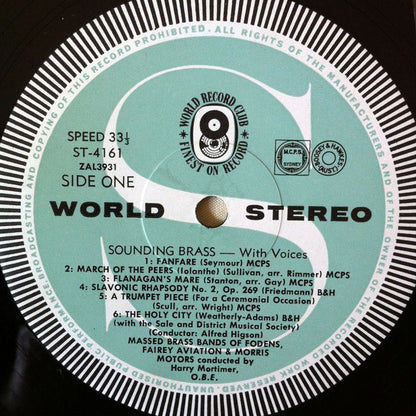 BROADCASTING AND COPYING OF THIS RECORD PROHIBITED. - ALL RIGHTS OF THE MANUFACTURERS AND OF THE OWNERS OF THE RECORDED WORK RESERVED. UNAUTHORISED PUBLIC PERFORMANCE,
WORLD RECORD CLUB
FINEST ON RECORD
SPEED 33⅓
ST-4161
ZAL3931
SIDE ONE
M.C.P.S.
SYDNEY
BOOSEY & HAWKES
(AUST)
WORLD STEREO
S
SOUNDING BRASS — With Voices
1: FANFARE (Seymour) MCPS
2: MARCH OF THE PEERS (Iolanthe) (Sullivan, arr. Rimmer) MCPS
3: FLANAGAN'S MARE (Stanton, arr. Gay) MCPS
4: SLAVONIC RHAPSODY No. 2, Op. 269 (Friedmann) B&H
5: A TRUMPET PIECE (For a Ceremonial Occasion)
(Scull, arr. Wright) MCPS
6: THE HOLY CITY (Weatherly-Adams) B&H
(with the Sale and District Musical Society)
(Conductor: Alfred Higson)
MASSED BRASS BANDS OF FODENS,
FAIREY AVIATION & MORRIS
MOTORS conducted by
Harry Mortimer,
O.B.E.